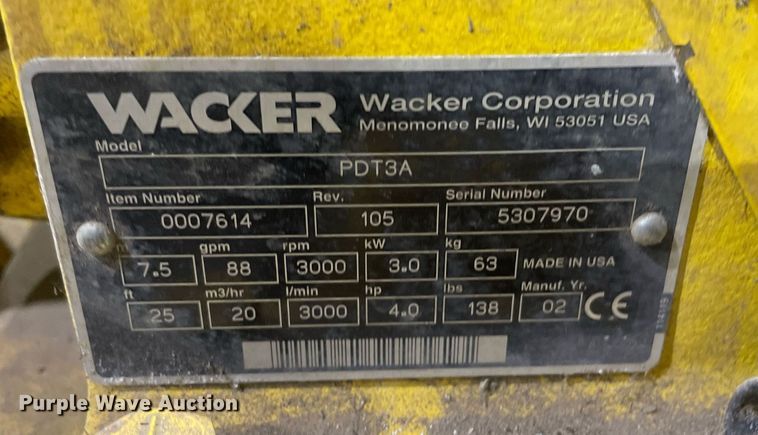 WACKER
Wacker Corporation
Menomonee Falls, WI 53051 USA
Model
PDT3A
Item Number Rev. Serial Number
0007614 105 5307970
gpm rpm kW kg
7.5 88 3000 3.0 63 MADE IN USA
ft m3/hr l/min hp lbs Manuf. Yr.
25 20 3000 4.0 138 02 CE
Purple Wave Auction